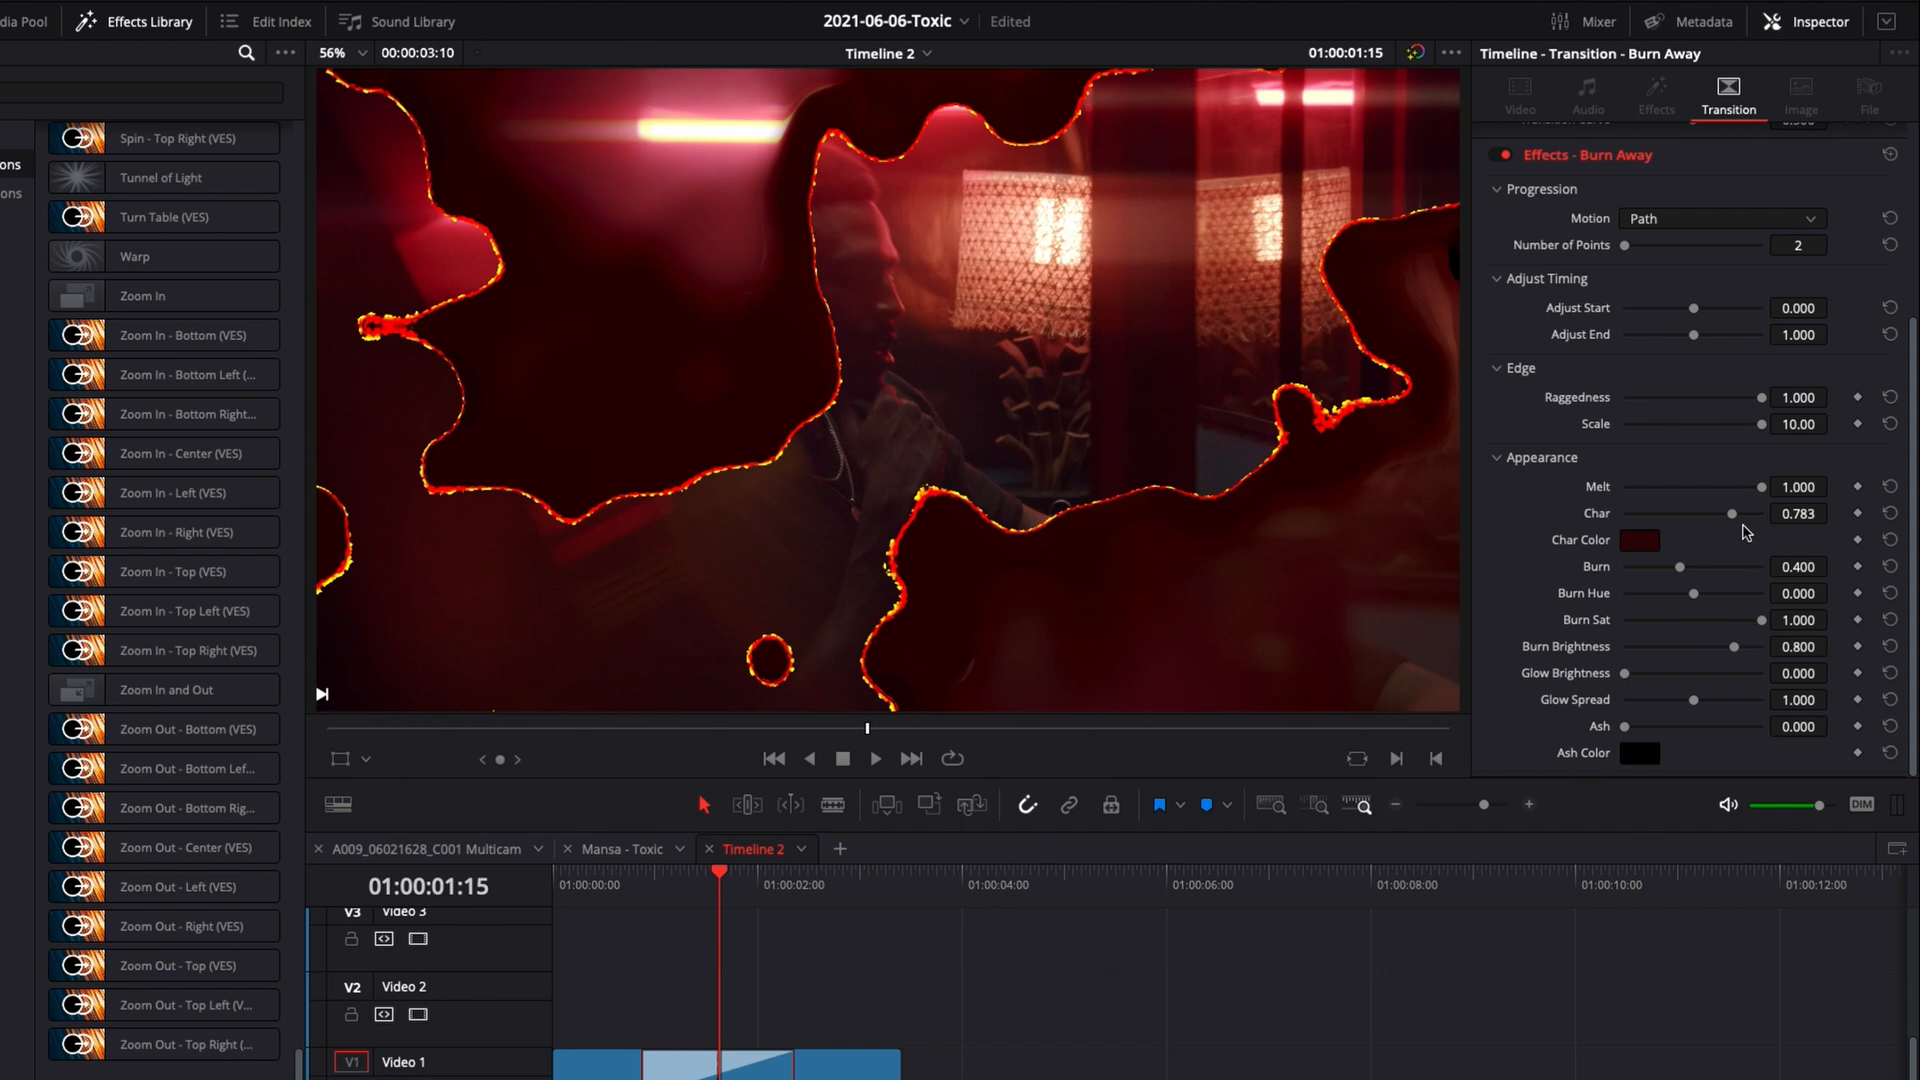 dia Pool
Effects Library
Edit Index
Sound Library
2021-06-06-Toxic
Edited
Mixer
Metadata
Inspector
56%
00:00:03:10
Timeline 2
01:00:01:15
Timeline - Transition - Burn Away
Video
Audio
Effects
Transition
Image
File
ons
ons
Spin - Top Right (VES)
Tunnel of Light
Turn Table (VES)
Warp
Zoom In
Zoom In - Bottom (VES)
Zoom In - Bottom Left (...
Zoom In - Bottom Right...
Zoom In - Center (VES)
Zoom In - Left (VES)
Zoom In - Right (VES)
Zoom In - Top (VES)
Zoom In - Top Left (VES)
Zoom In - Top Right (VES)
Zoom In and Out
Zoom Out - Bottom (VES)
Zoom Out - Bottom Lef...
Zoom Out - Bottom Rig...
Zoom Out - Center (VES)
Zoom Out - Left (VES)
Zoom Out - Right (VES)
Zoom Out - Top (VES)
Zoom Out - Top Left (V...
Zoom Out - Top Right (...
Effects - Burn Away
Progression
Motion Path
Number of Points 2
Adjust Timing
Adjust Start 0.000
Adjust End 1.000
Edge
Raggedness 1.000
Scale 10.00
Appearance
Melt 1.000
Char 0.783
Char Color
Burn 0.400
Burn Hue 0.000
Burn Sat 1.000
Burn Brightness 0.800
Glow Brightness 0.000
Glow Spread 1.000
Ash 0.000
Ash Color
DIM
A009_06021628_C001 Multicam
Mansa - Toxic
Timeline 2
01:00:01:15
01:00:00:00
01:00:02:00
01:00:04:00
01:00:06:00
01:00:08:00
01:00:10:00
01:00:12:00
V3 Video 3
V2 Video 2
V1 Video 1